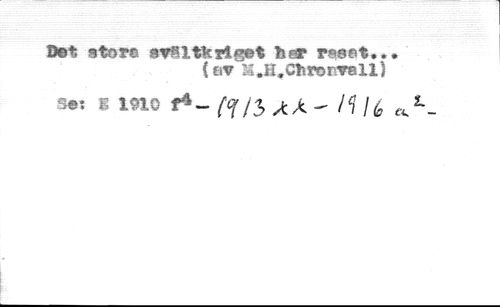 Det stora svältkriget har rasat...
(av M.H.Chronvall)
Se: E 1910 f⁴ - 1913 xx - 1916 a² -